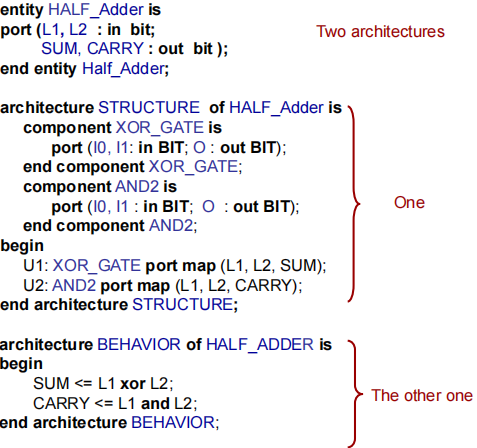 entity HALF_Adder is
port (L1, L2 : in bit;
SUM, CARRY : out bit );
end entity Half_Adder;
Two architectures
architecture STRUCTURE of HALF_Adder is
component XOR_GATE is
port (I0, I1: in BIT; O : out BIT);
end component XOR_GATE;
component AND2 is
port (I0, I1 : in BIT; O : out BIT);
end component AND2;
begin
U1: XOR_GATE port map (L1, L2, SUM);
U2: AND2 port map (L1, L2, CARRY);
end architecture STRUCTURE;
One
architecture BEHAVIOR of HALF_ADDER is
begin
SUM <= L1 xor L2;
CARRY <= L1 and L2;
end architecture BEHAVIOR;
The other one